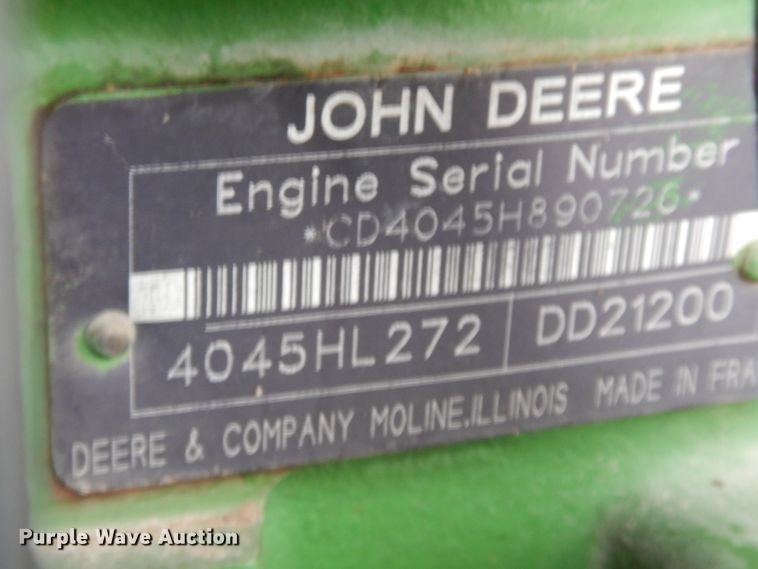 JOHN DEERE
Engine Serial Number
*CD4045H890726*
4045HL272 DD21200
DEERE & COMPANY MOLINE,ILLINOIS MADE IN FRA
Purple Wave Auction